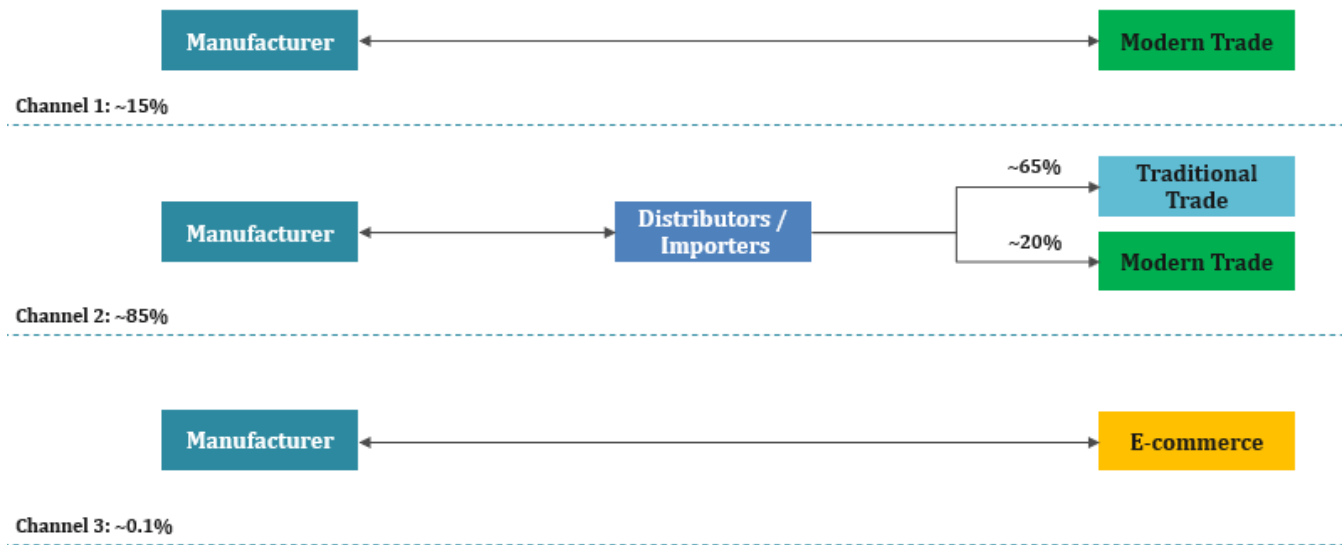 Manufacturer
Modern Trade
Channel 1: ~15%
~65%
Traditional
Trade
Manufacturer
Distributors /
Importers
~20%
Modern Trade
Channel 2: ~85%
Manufacturer
E-commerce
Channel 3: ~0.1%